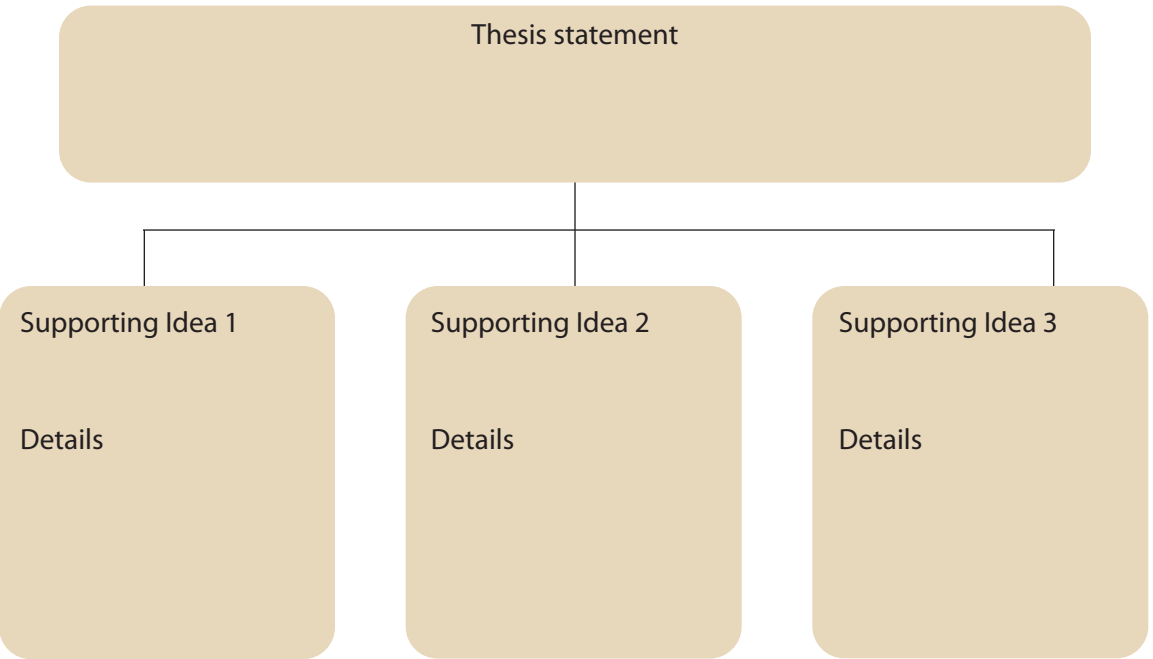 Thesis statement
Supporting Idea 1
Details
Supporting Idea 2
Details
Supporting Idea 3
Details